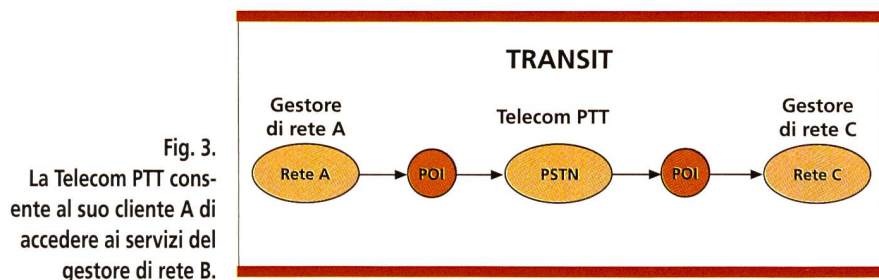 Fig. 3.
La Telecom PTT cons-
ente al suo cliente A di
accedere ai servizi del
gestore di rete B.
TRANSIT
Gestore
di rete A
Telecom PTT
Gestore
di rete C
Rete A
POI
PSTN
POI
Rete C